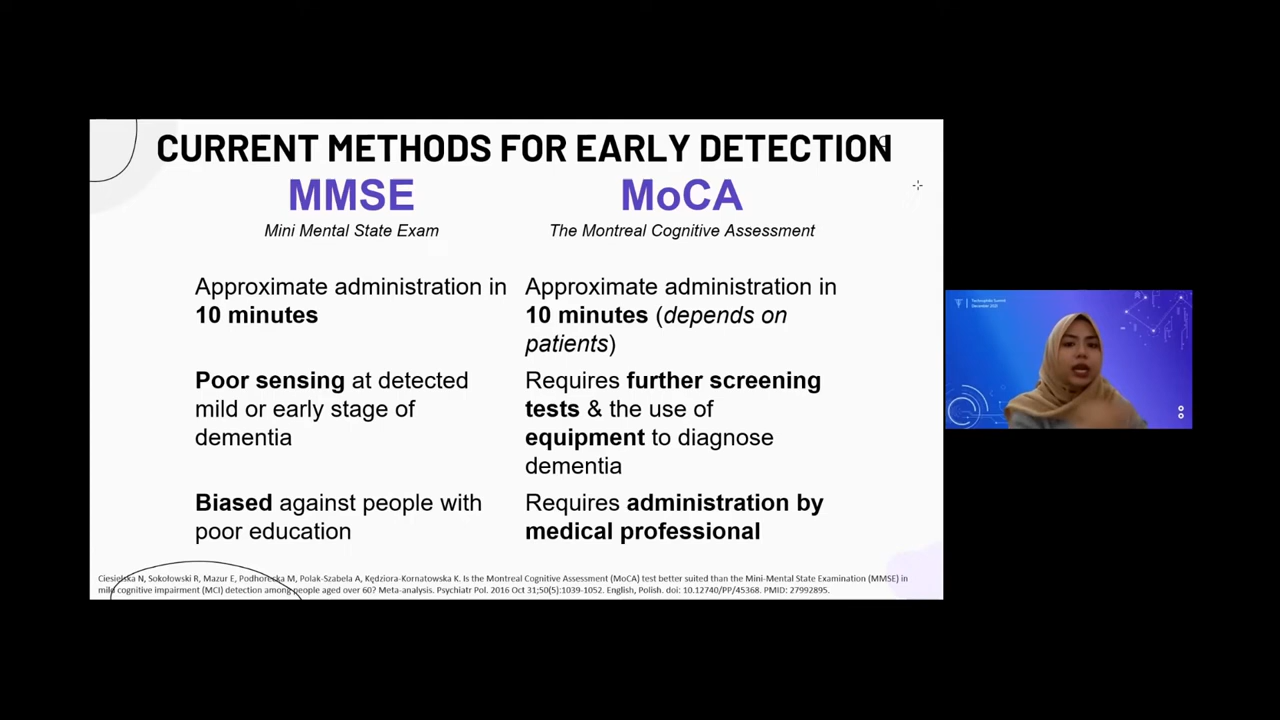 CURRENT METHODS FOR EARLY DETECTION
MMSE
Mini Mental State Exam
Approximate administration in
10 minutes
Poor sensing at detected
mild or early stage of
dementia
Biased against people with
poor education
MoCA
The Montreal Cognitive Assessment
Approximate administration in
10 minutes (depends on
patients)
Requires further screening
tests & the use of
equipment to diagnose
dementia
Requires administration by
medical professional
Ciesielska N, Sokołowski R, Mazur E, Podhorecka M, Polak-Szabela A, Kędziora-Kornatowska K. Is the Montreal Cognitive Assessment (MoCA) test better suited than the Mini-Mental State Examination (MMSE) in
mild cognitive impairment (MCI) detection among people aged over 60? Meta-analysis. Psychiatr Pol. 2016 Oct 31;50(5):1039-1052. English, Polish. doi: 10.12740/PP/45368. PMID: 27992895.
Summit
December